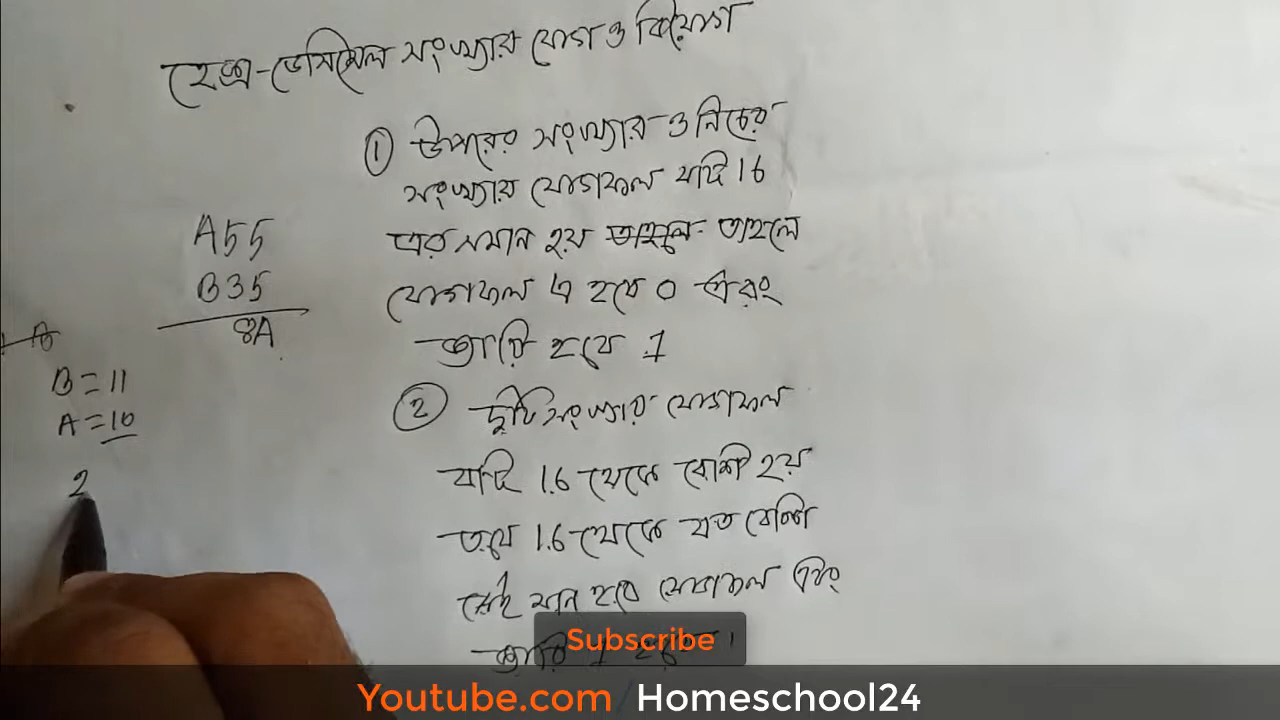 হেক্সা-ডেসিমেল সংখ্যার যোগ ও বিয়োগ
① উপরের সংখ্যার ও নিচের
সংখ্যার যোগফল যদি 16
এর সমান হয় তাহলে
যোগফল এ হবে 0 এবং
ক্যারি হবে 1
② দুটি সংখ্যার যোগফল
যদি 16 থেকে বেশি হয়
তবে 16 থেকে যত বেশি
সেই মান হবে যোগফল এবং
ক্যারি 1
A55
B35
8A
B = 11
A = 10
2
Subscribe
Youtube.com Homeschool24